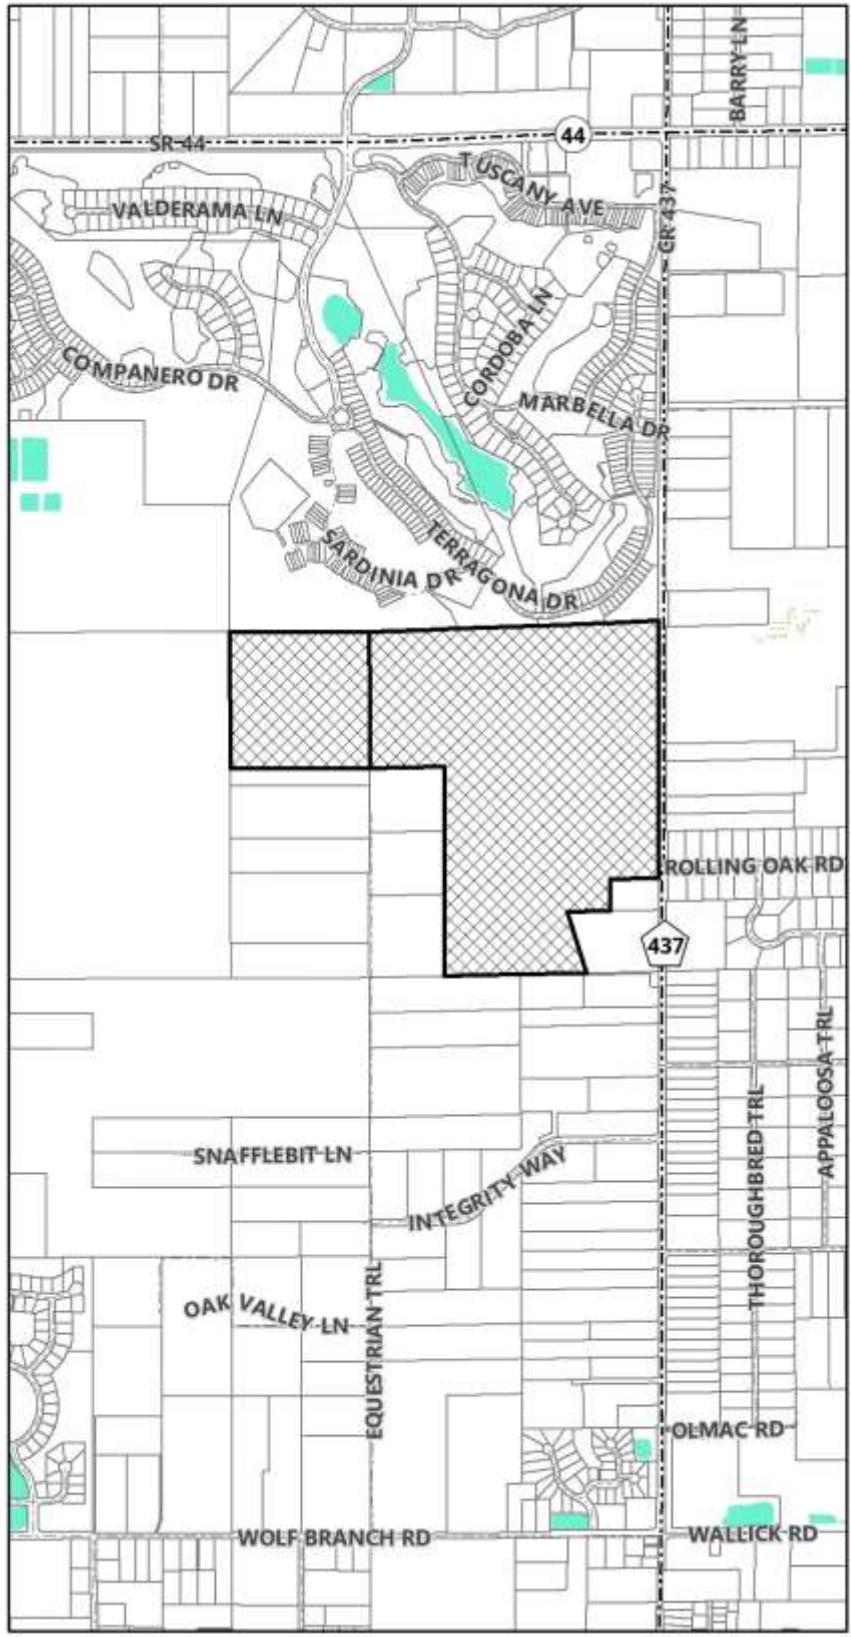 BARRY LN
SR 44
44
TUSCANY AVE
VALDERAMA LN
CR 437
CORDOBA LN
COMPANERO DR
MARBELLA DR
TERRAGONA DR
SARDINIA DR
ROLLING OAK RD
437
APPALOOSA TRL
THOROUGHBRED TRL
SNAFFLEBIT LN
INTEGRITY WAY
OAK VALLEY LN
EQUESTRIAN TRL
OLMAC RD
WOLF BRANCH RD
WALLICK RD